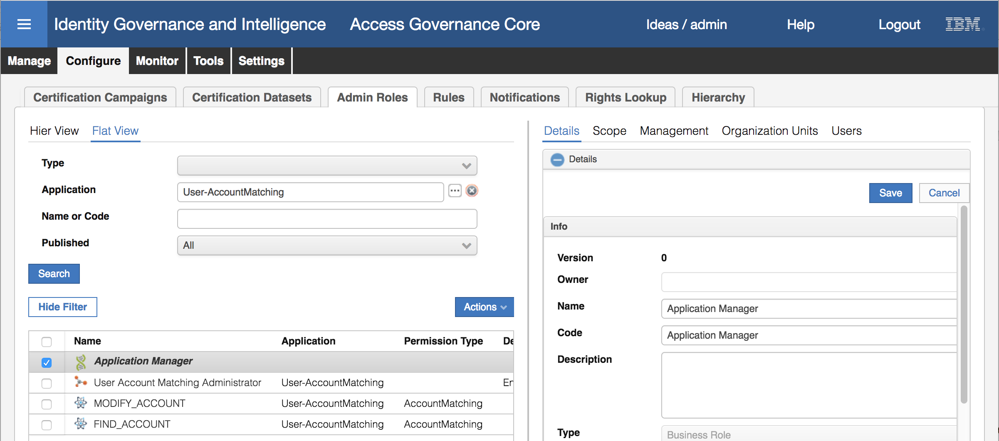 Identity Governance and Intelligence Access Governance Core Ideas / admin Help Logout IBM
Manage Configure Monitor Tools Settings
Certification Campaigns Certification Datasets Admin Roles Rules Notifications Rights Lookup Hierarchy
Hier View Flat View
Type
Application User-AccountMatching
Name or Code
Published All
Search
Hide Filter Actions
Name Application Permission Type De
Application Manager
User Account Matching Administrator User-AccountMatching En
MODIFY_ACCOUNT User-AccountMatching AccountMatching
FIND_ACCOUNT User-AccountMatching AccountMatching
Details Scope Management Organization Units Users
Details
Save Cancel
Info
Version 0
Owner
Name Application Manager
Code Application Manager
Description
Type Business Role